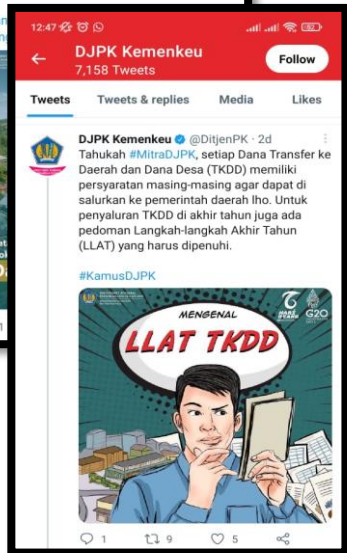 12:47
DJPK Kemenkeu
7,158 Tweets
Follow
Tweets
Tweets & replies
Media
Likes
DJPK Kemenkeu @DitjenPK · 2d
Tahukah #MitraDJPK, setiap Dana Transfer ke
Daerah dan Dana Desa (TKDD) memiliki
persyaratan masing-masing agar dapat di
salurkan ke pemerintah daerah lho. Untuk
penyaluran TKDD di akhir tahun juga ada
pedoman Langkah-langkah Akhir Tahun
(LLAT) yang harus dipenuhi.
#KamusDJPK
G20
MENGENAL
LLAT TKDD
1
9
5